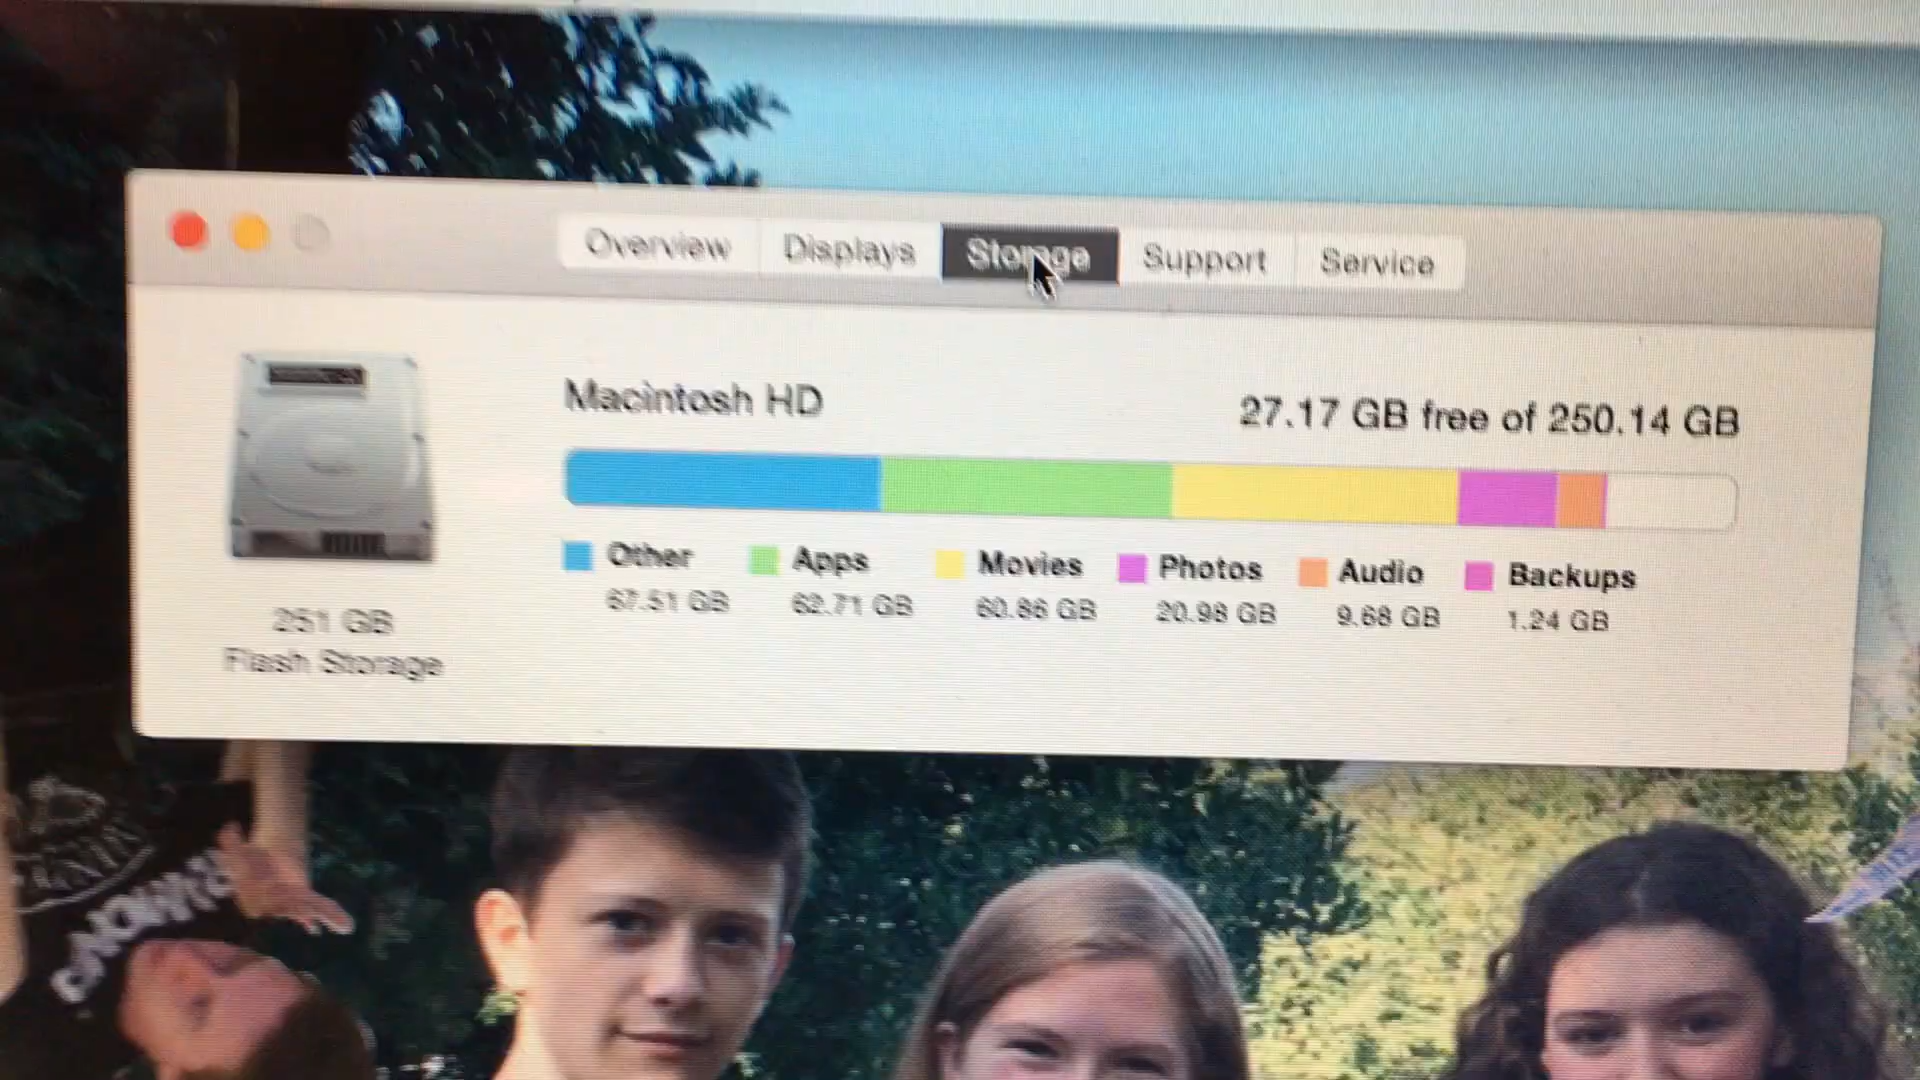 Overview Displays Storage Support Service
Macintosh HD
27.17 GB free of 250.14 GB
Other Apps Movies Photos Audio Backups
67.51 GB 62.71 GB 60.86 GB 20.98 GB 9.68 GB 1.24 GB
251 GB
Flash Storage